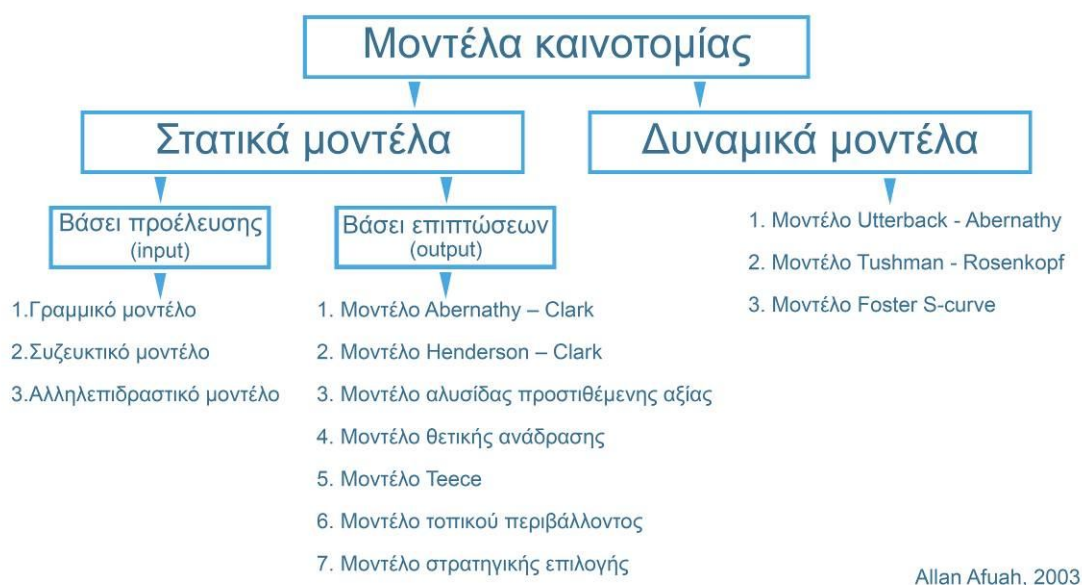 Μοντέλα καινοτομίας
Στατικά μοντέλα
Δυναμικά μοντέλα
Βάσει προέλευσης
(input)
1.Γραμμικό μοντέλο
2.Συζευκτικό μοντέλο
3.Αλληλεπιδραστικό μοντέλο
Βάσει επιπτώσεων
(output)
1. Μοντέλο Abernathy – Clark
2. Μοντέλο Henderson – Clark
3. Μοντέλο αλυσίδας προστιθέμενης αξίας
4. Μοντέλο θετικής ανάδρασης
5. Μοντέλο Teece
6. Μοντέλο τοπικού περιβάλλοντος
7. Μοντέλο στρατηγικής επιλογής
1. Μοντέλο Utterback - Abernathy
2. Μοντέλο Tushman - Rosenkopf
3. Μοντέλο Foster S-curve
Allan Afuah, 2003